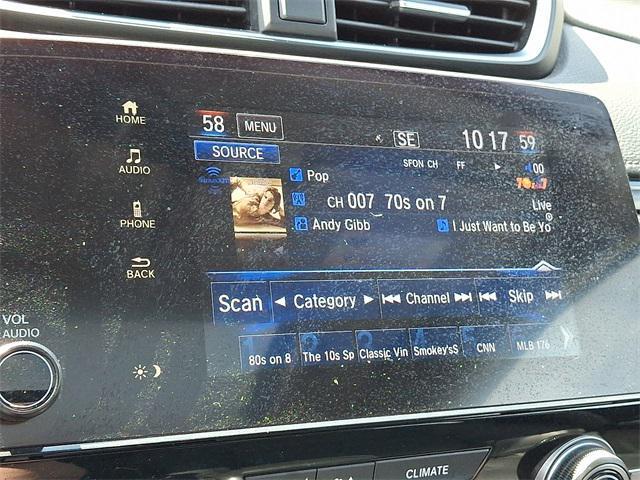 58 MENU SE 10 17 59
HOME
SOURCE
SFON CH FF 00
AUDIO
Pop
CH 007 70s on 7
Live
PHONE
Andy Gibb I Just Want to Be Yo
BACK
Scan Category Channel Skip
VOL
AUDIO
80s on 8 The 10s Sp Classic Vin Smokey'sS CNN MLB 176
CLIMATE